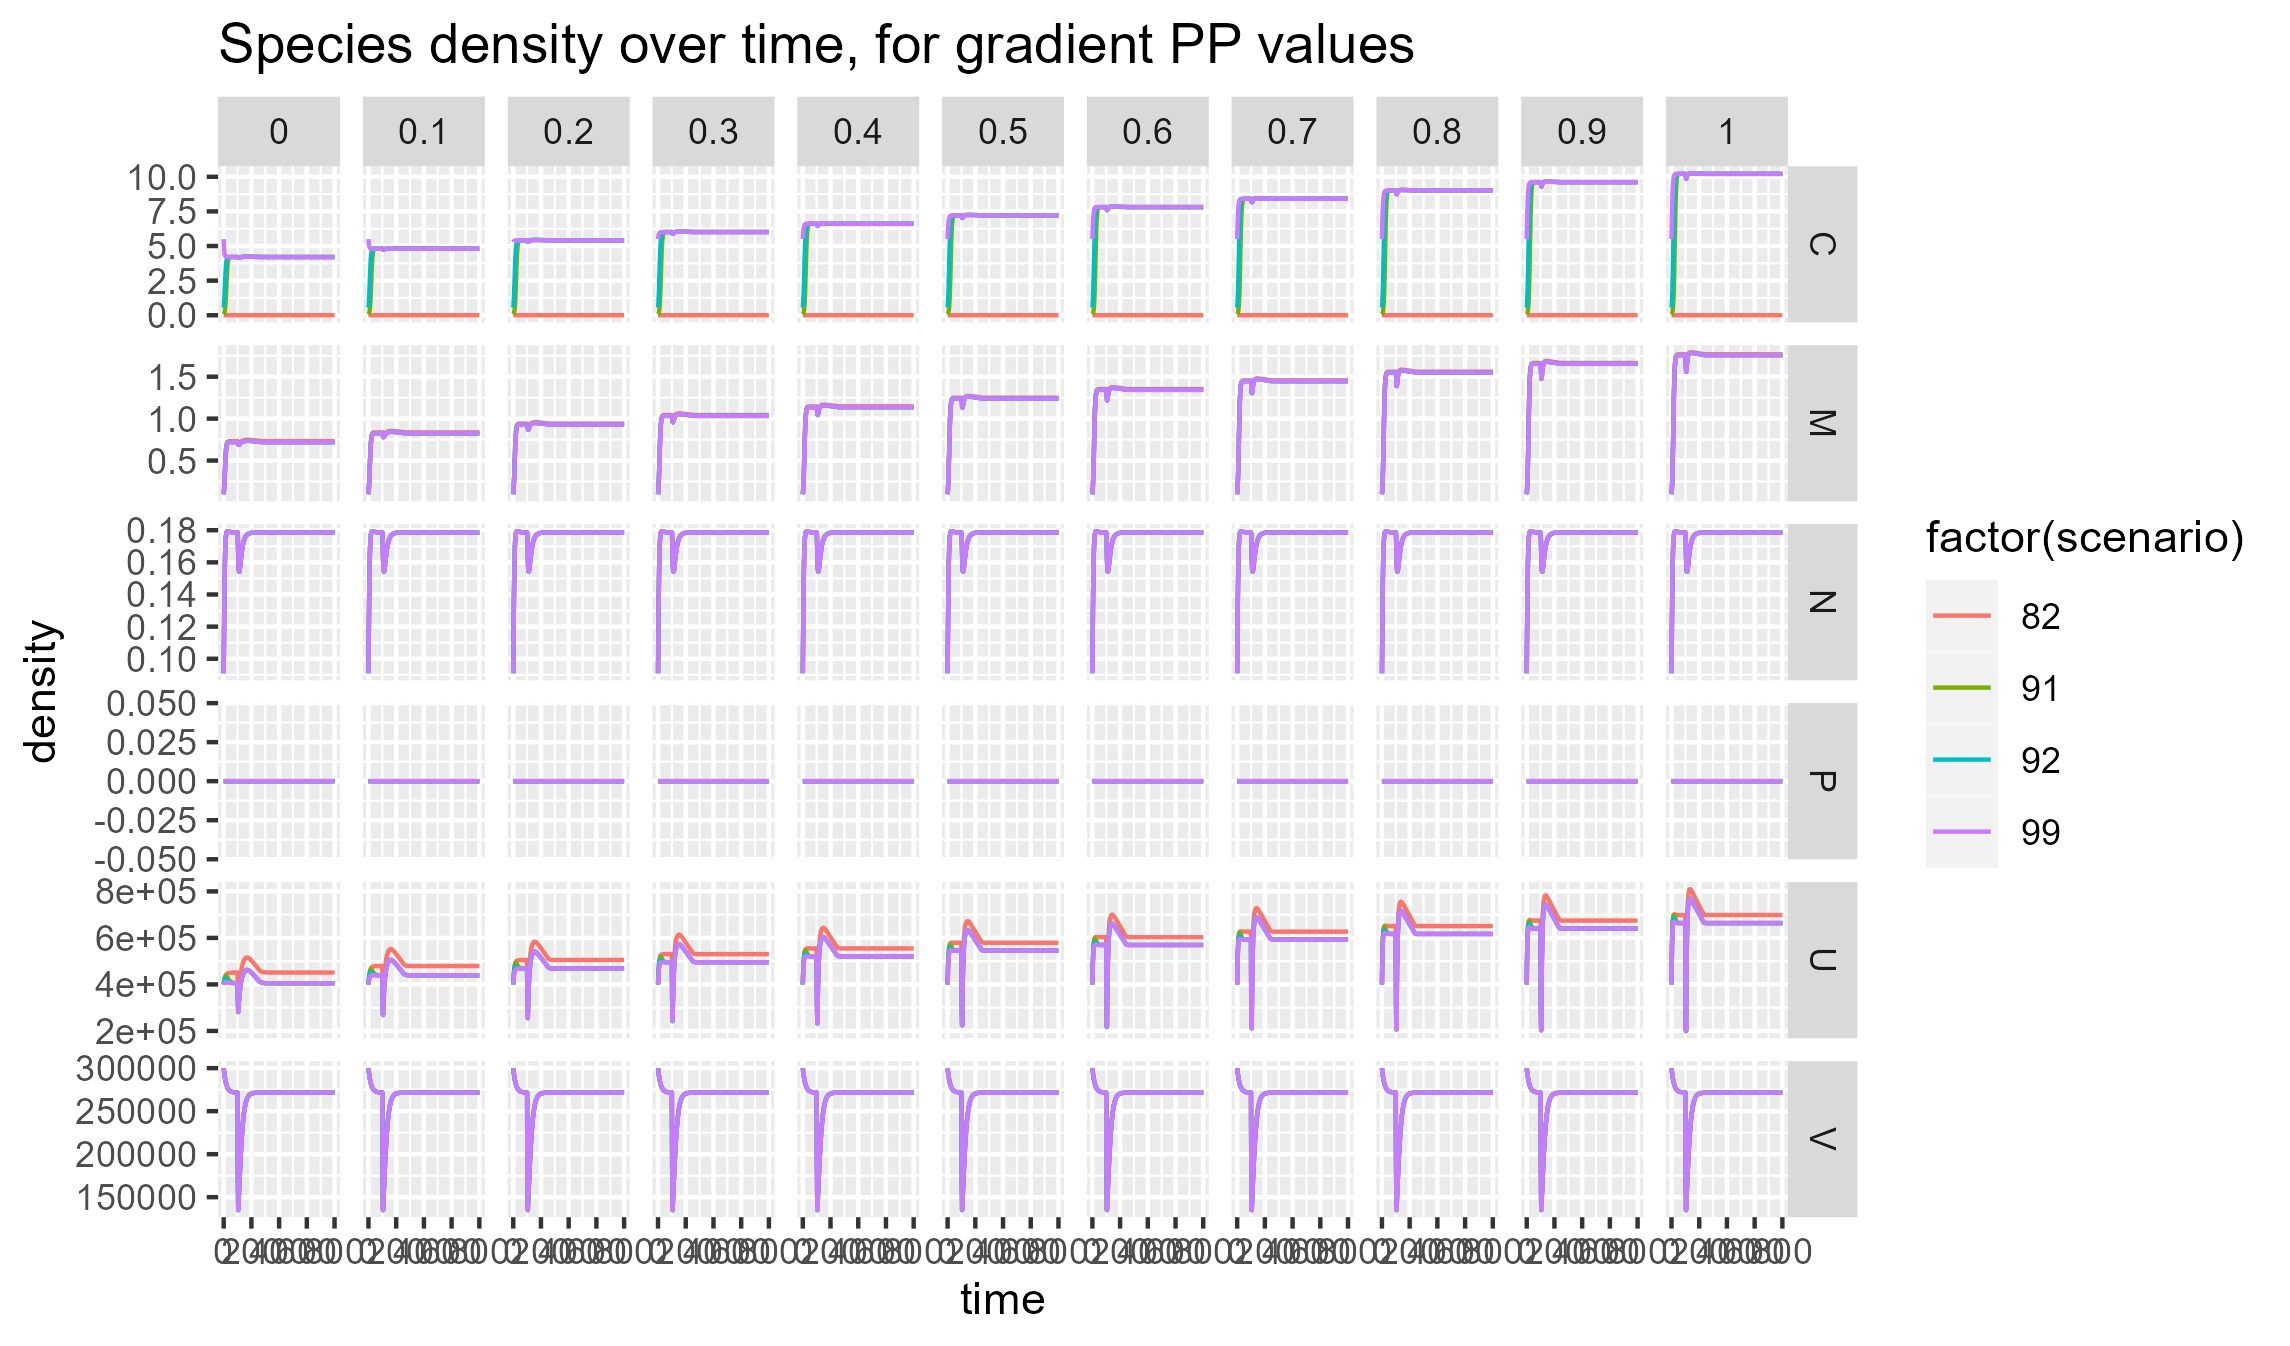 Species density over time, for gradient PP values
0 0.1 0.2 0.3 0.4 0.5 0.6 0.7 0.8 0.9 1
10.0
7.5
5.0
2.5
0.0
C
1.5
1.0
0.5
M
0.18
0.16
0.14
0.12
0.10
N
0.050
0.025
0.000
-0.025
-0.050
P
8e+05
6e+05
4e+05
2e+05
U
300000
250000
200000
150000
V
time
density
factor(scenario)
82
91
92
99